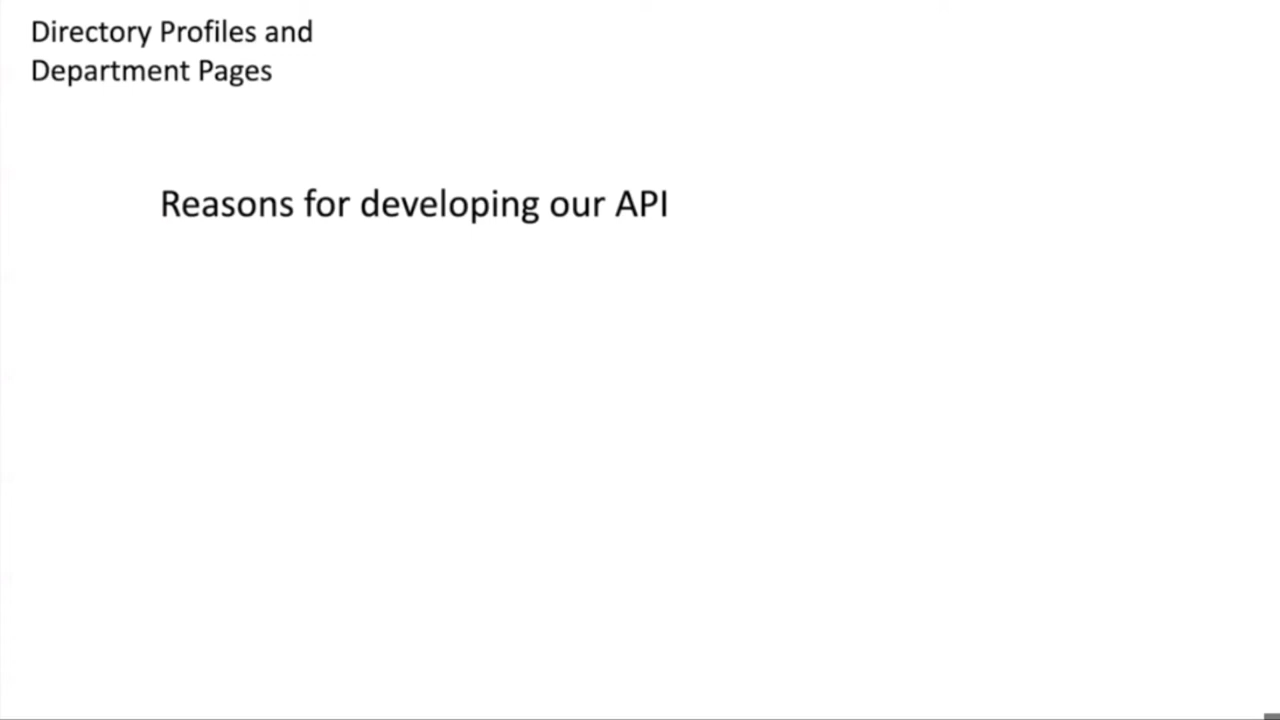 Directory Profiles and
Department Pages
Reasons for developing our API